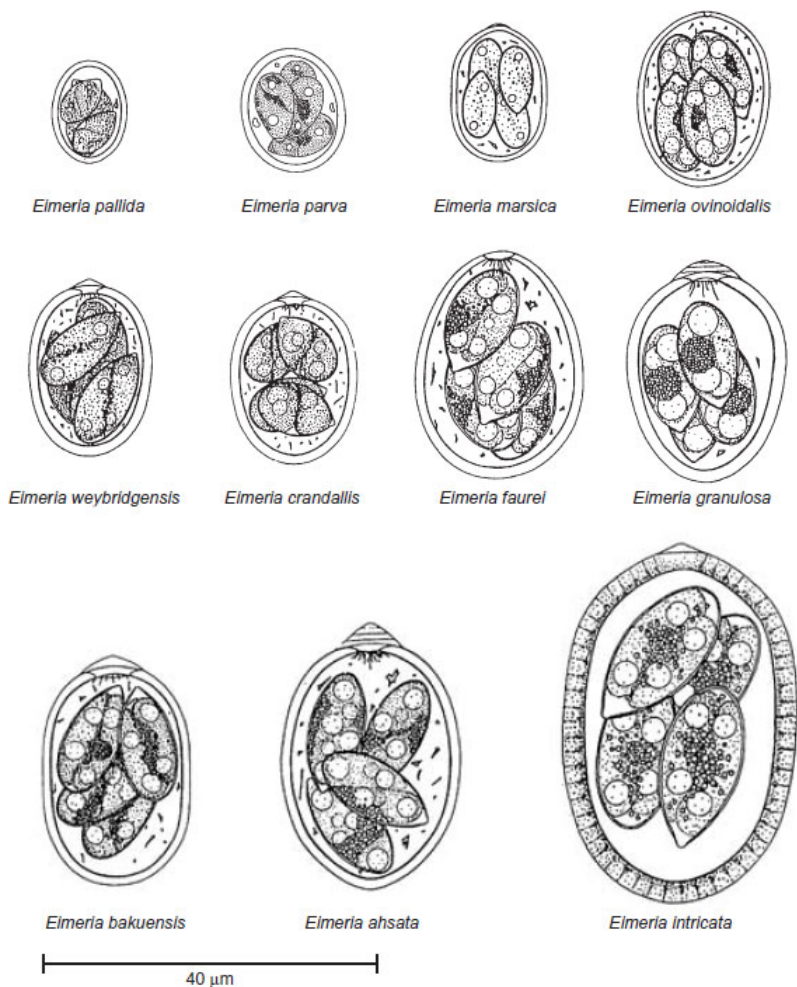 Eimeria pallida
Eimeria parva
Eimeria marsica
Eimeria ovinoidalis
Eimeria weybridgensis
Eimeria crandallis
Eimeria faurei
Eimeria granulosa
Eimeria bakuensis
Eimeria ahsata
Eimeria intricata
40 μm